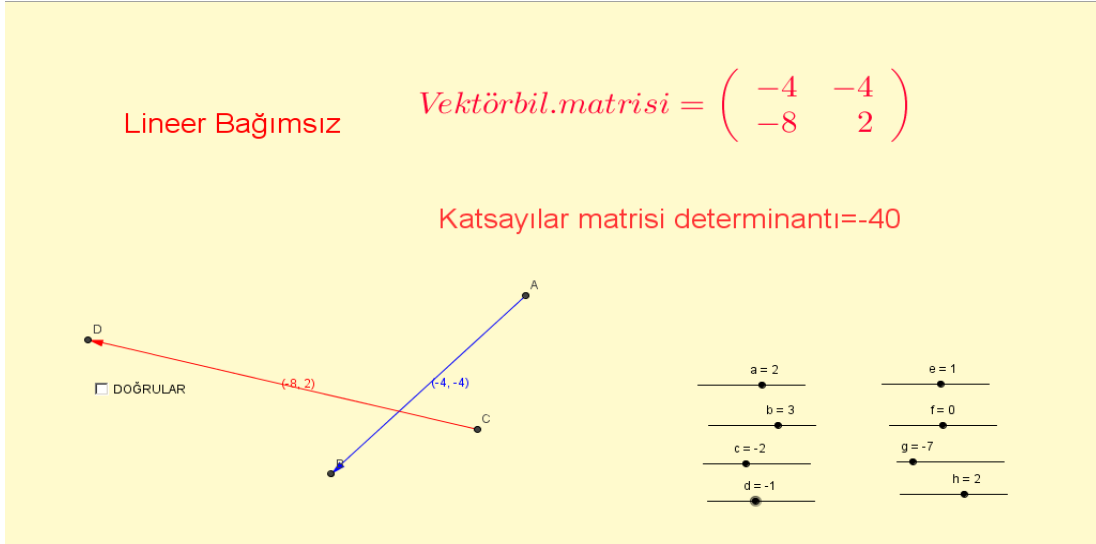 Lineer Bağımsız
Vektörbil.matrisi = ( −4 −4
−8 2 )
Katsayılar matrisi determinantı=-40
A
D
(-8, 2)
(-4, -4)
DOĞRULAR
C
B
a = 2
e = 1
b = 3
f = 0
c = -2
g = -7
d = -1
h = 2